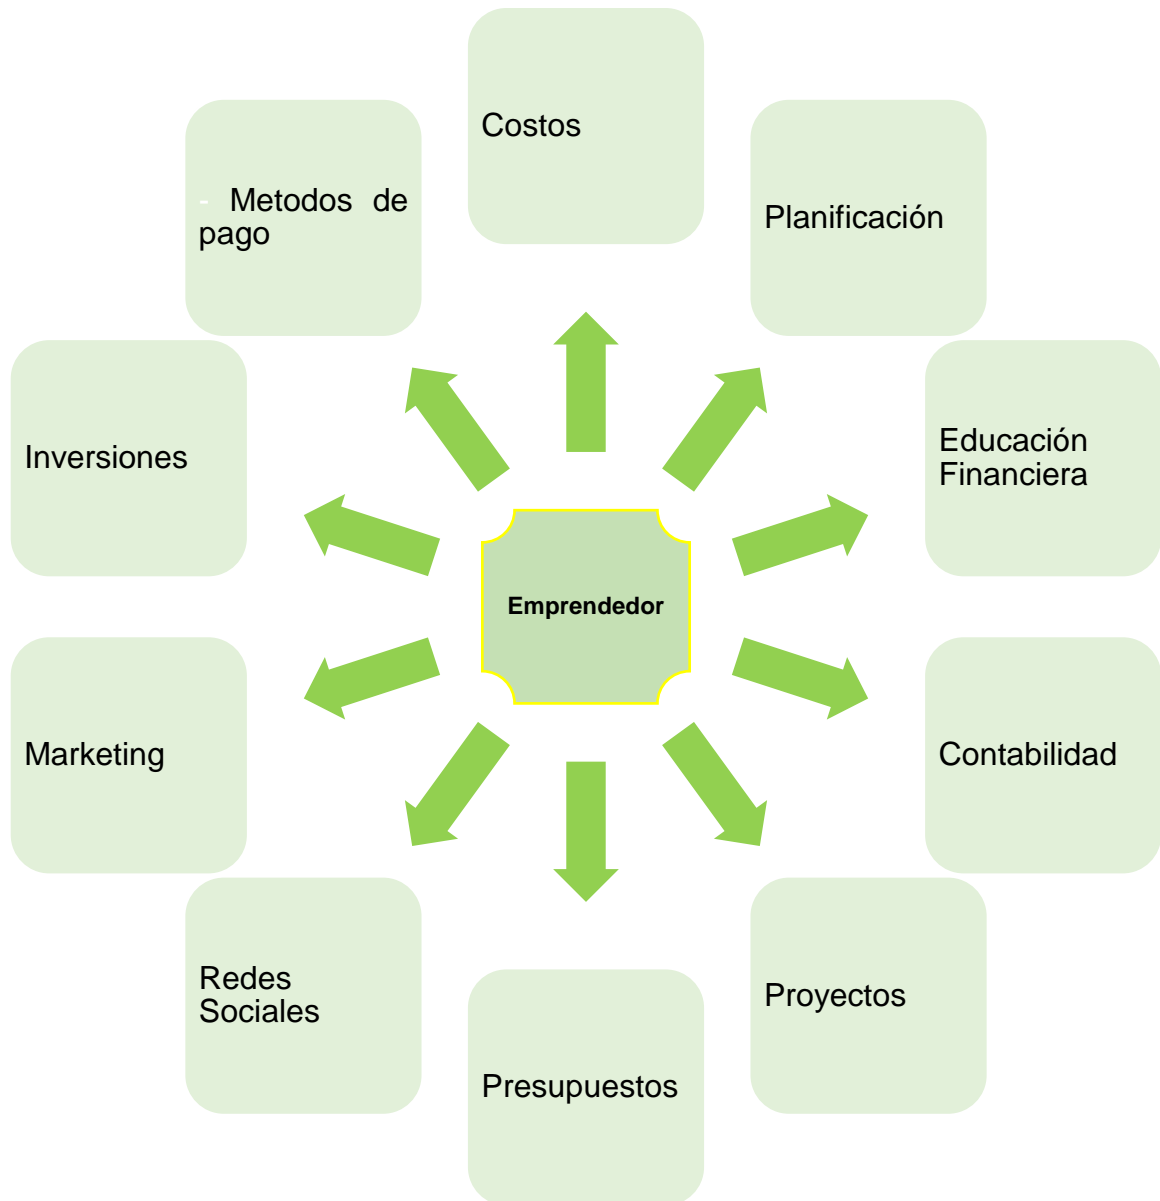 Costos
- Metodos de
pago
Planificación
Inversiones
Educación
Financiera
Emprendedor
Marketing
Contabilidad
Redes
Sociales
Proyectos
Presupuestos